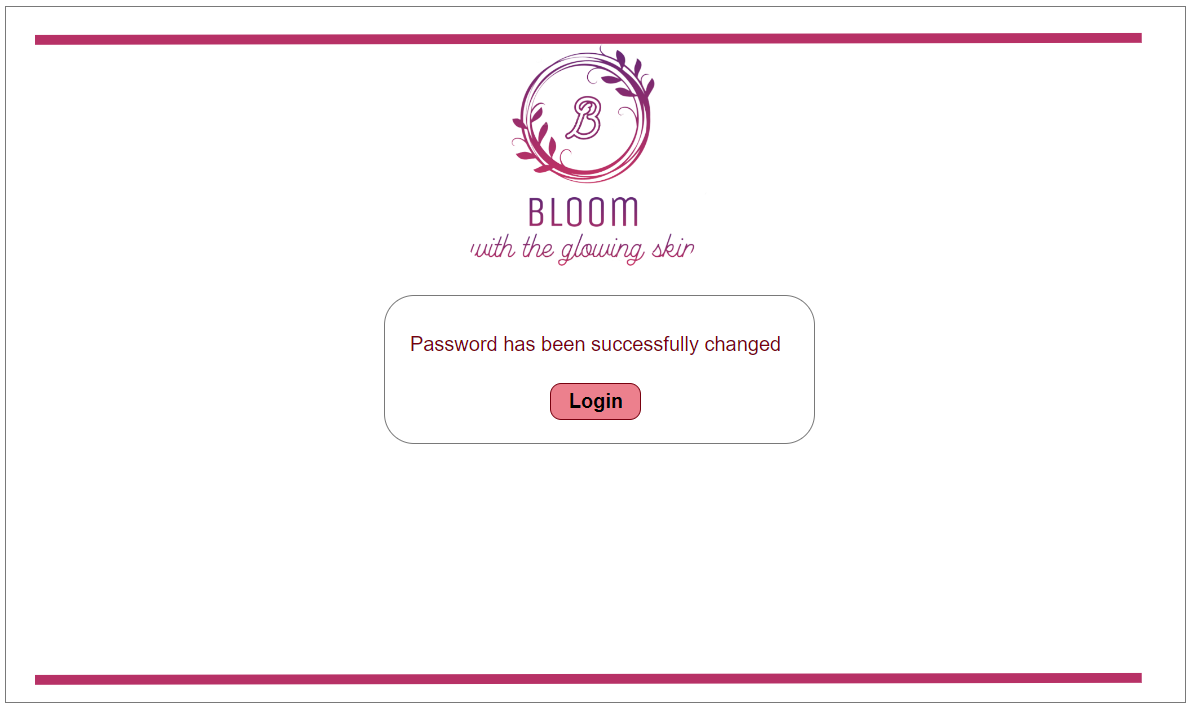 B
BLOOM
with the glowing skin
Password has been successfully changed
Login